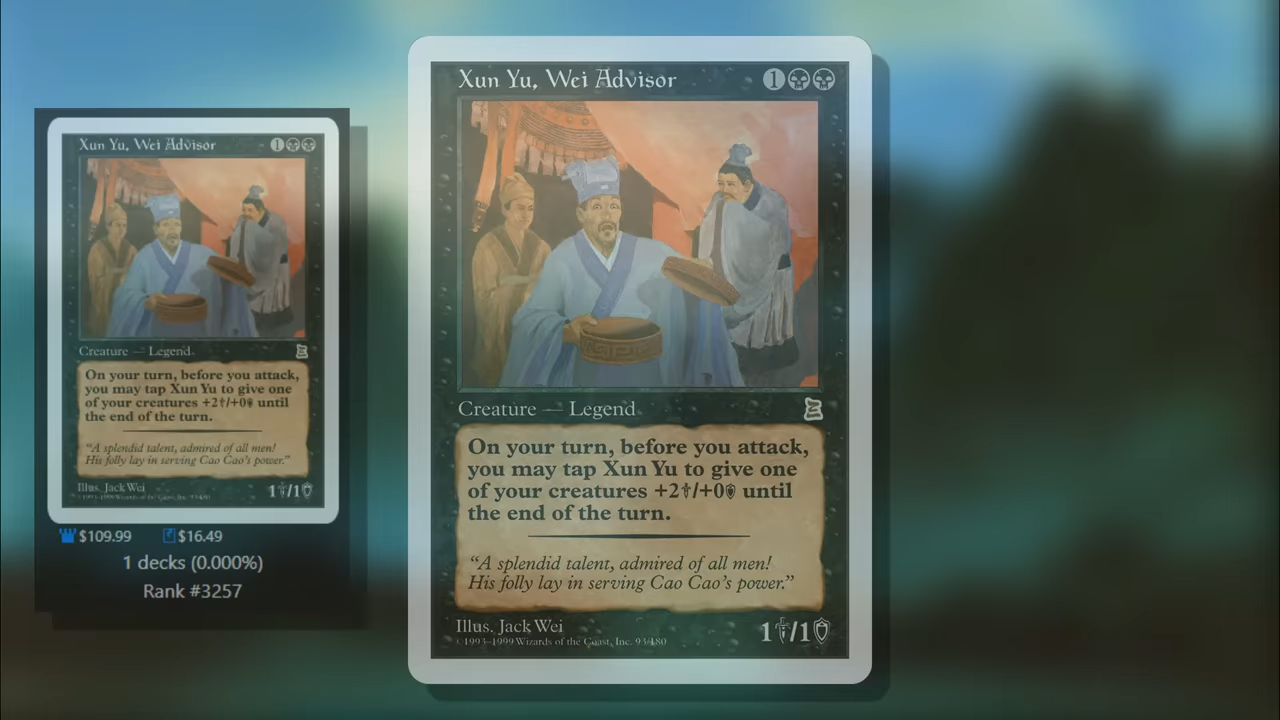 Xun Yu, Wei Advisor 1
Creature — Legend
On your turn, before you attack,
you may tap Xun Yu to give one
of your creatures +2/+0 until
the end of the turn.
“A splendid talent, admired of all men!
His folly lay in serving Cao Cao’s power.”
Illus. Jack Wei
1/1
$109.99 $16.49
1 decks (0.000%)
Rank #3257
Xun Yu, Wei Advisor 1
Creature — Legend
On your turn, before you attack,
you may tap Xun Yu to give one
of your creatures +2/+0 until
the end of the turn.
“A splendid talent, admired of all men!
His folly lay in serving Cao Cao’s power.”
Illus. Jack Wei
1993-1999 Wizards of the Coast, Inc. 93/180
1/1